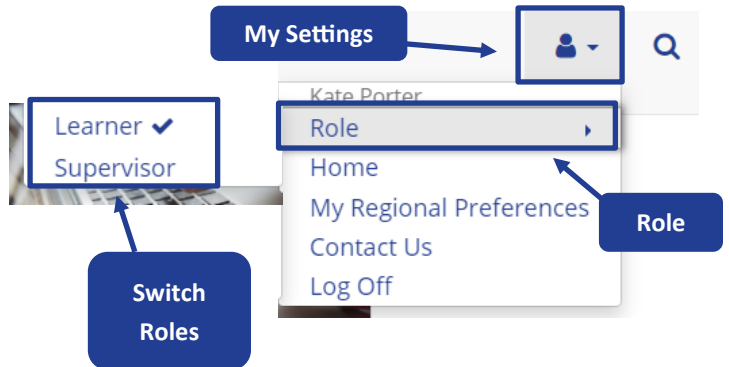 My Settings
Kate Porter
Role
Home
My Regional Preferences
Contact Us
Log Off
Learner
Supervisor
Role
Switch
Roles